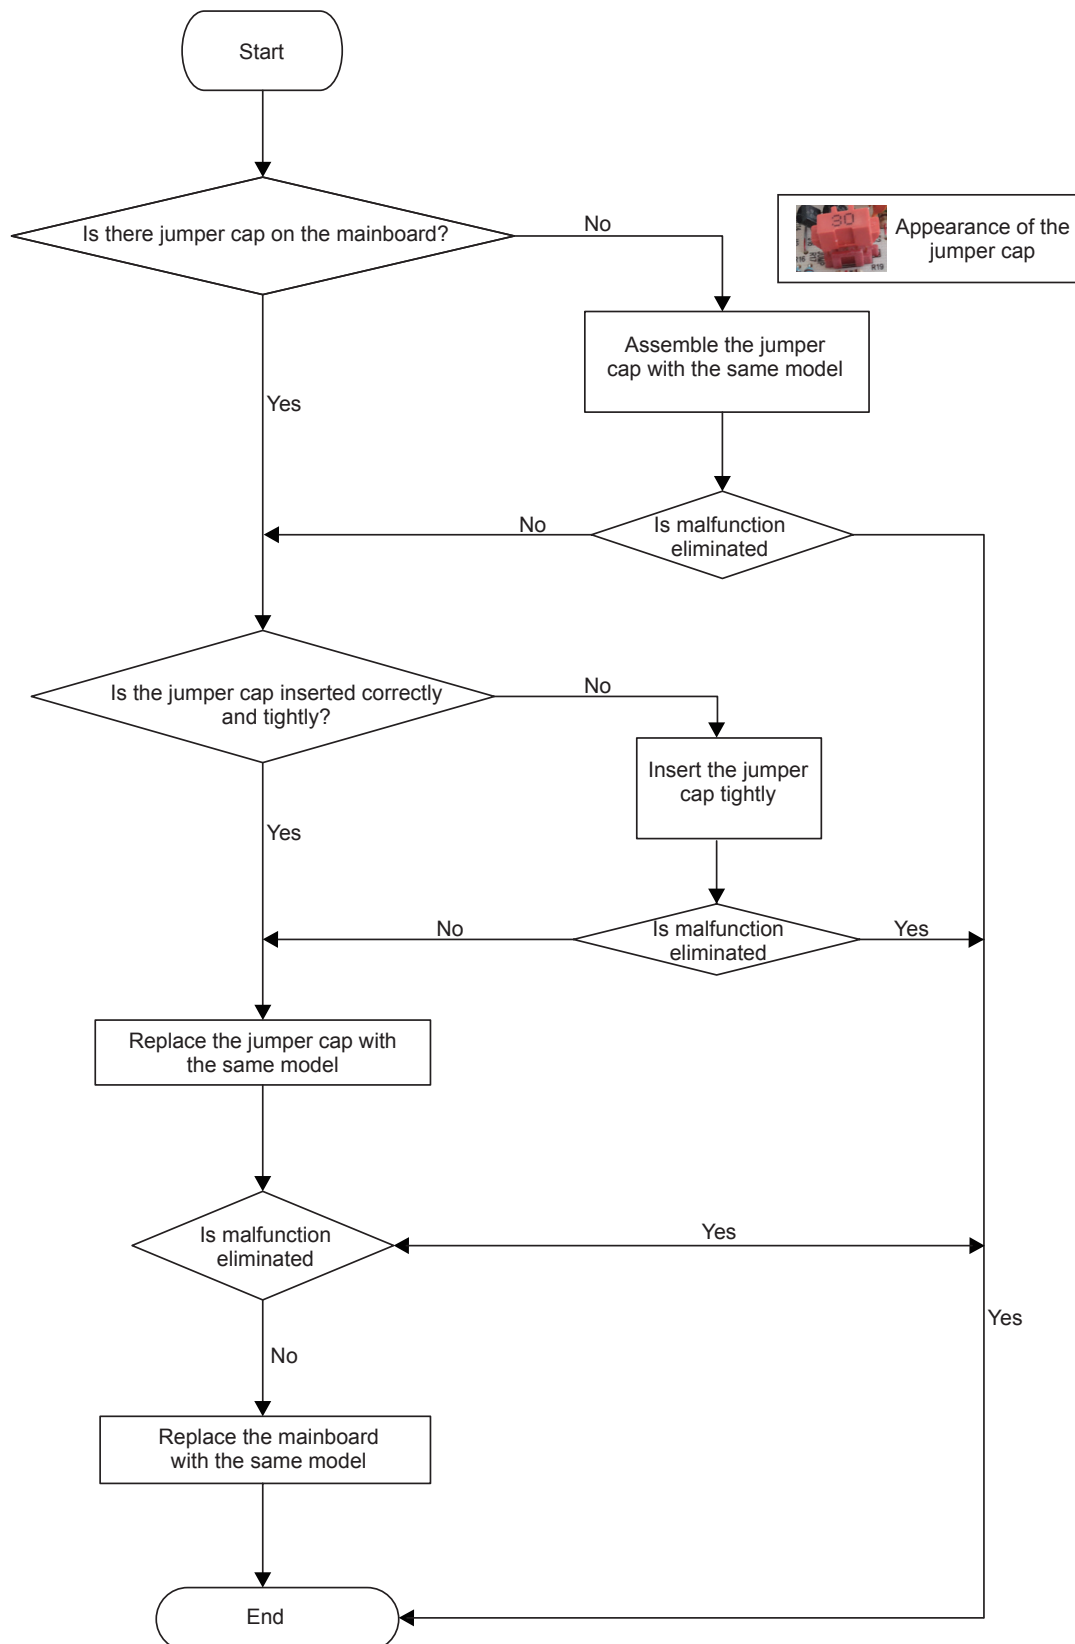 Start
Is there jumper cap on the mainboard?
No
30
Appearance of the
jumper cap
Assemble the jumper
cap with the same model
Yes
No
Is malfunction
eliminated
Is the jumper cap inserted correctly
and tightly?
No
Insert the jumper
cap tightly
Yes
No
Is malfunction
eliminated
Yes
Replace the jumper cap with
the same model
Is malfunction
eliminated
Yes
Yes
No
Replace the mainboard
with the same model
End